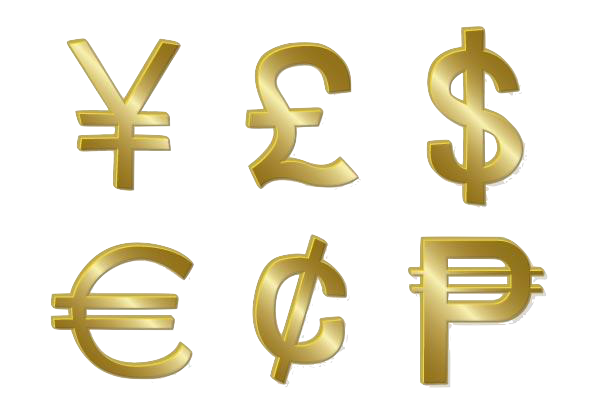 ¥ £ $
€ ¢ ₱